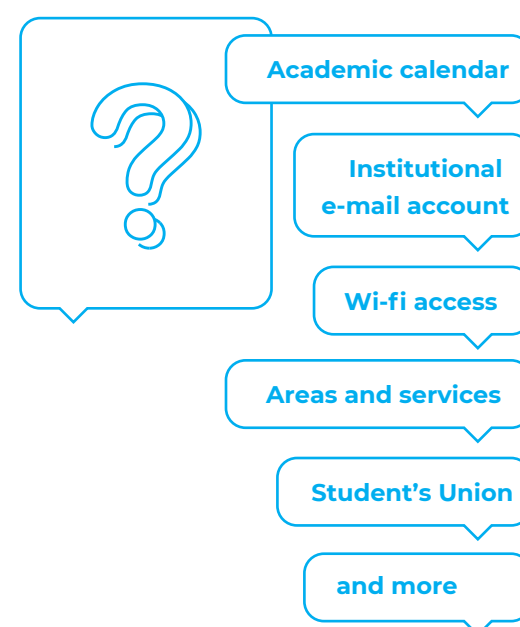 ?
Academic calendar
Institutional
e-mail account
Wi-fi access
Areas and services
Student’s Union
and more